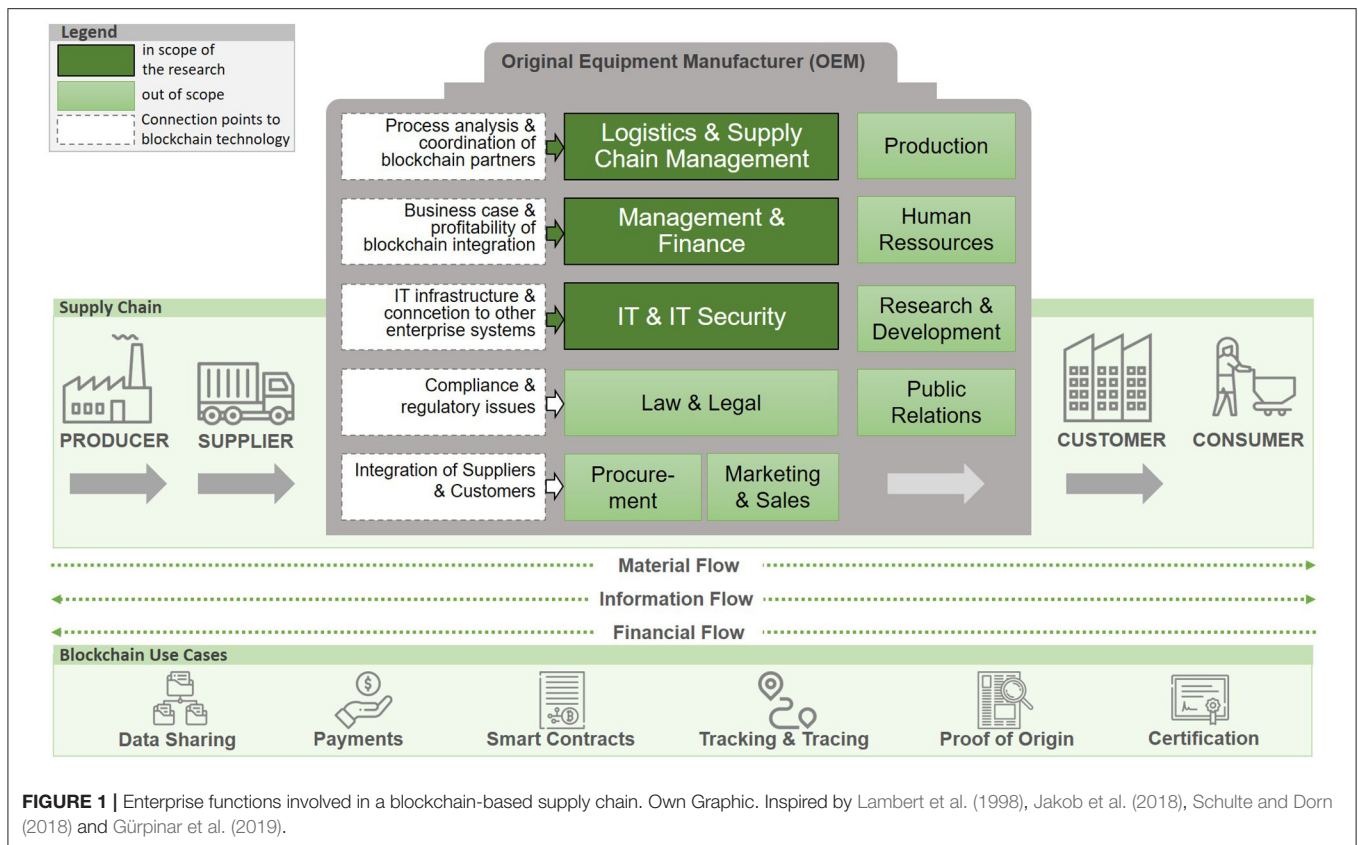 Legend
in scope of
the research
out of scope
Connection points to
blockchain technology
Original Equipment Manufacturer (OEM)
Process analysis &
coordination of
blockchain partners
Logistics & Supply
Chain Management
Production
Business case &
profitability of
blockchain integration
Management &
Finance
Human
Ressources
IT infrastructure &
conncetion to other
enterprise systems
IT & IT Security
Research &
Development
Compliance &
regulatory issues
Law & Legal
Public
Relations
Integration of Suppliers
& Customers
Procure-
ment
Marketing
& Sales
Supply Chain
PRODUCER
SUPPLIER
CUSTOMER
CONSUMER
Material Flow
Information Flow
Financial Flow
Blockchain Use Cases
Data Sharing
Payments
Smart Contracts
Tracking & Tracing
Proof of Origin
Certification
FIGURE 1 | Enterprise functions involved in a blockchain-based supply chain. Own Graphic. Inspired by Lambert et al. (1998), Jakob et al. (2018), Schulte and Dorn
(2018) and Gürpinar et al. (2019).